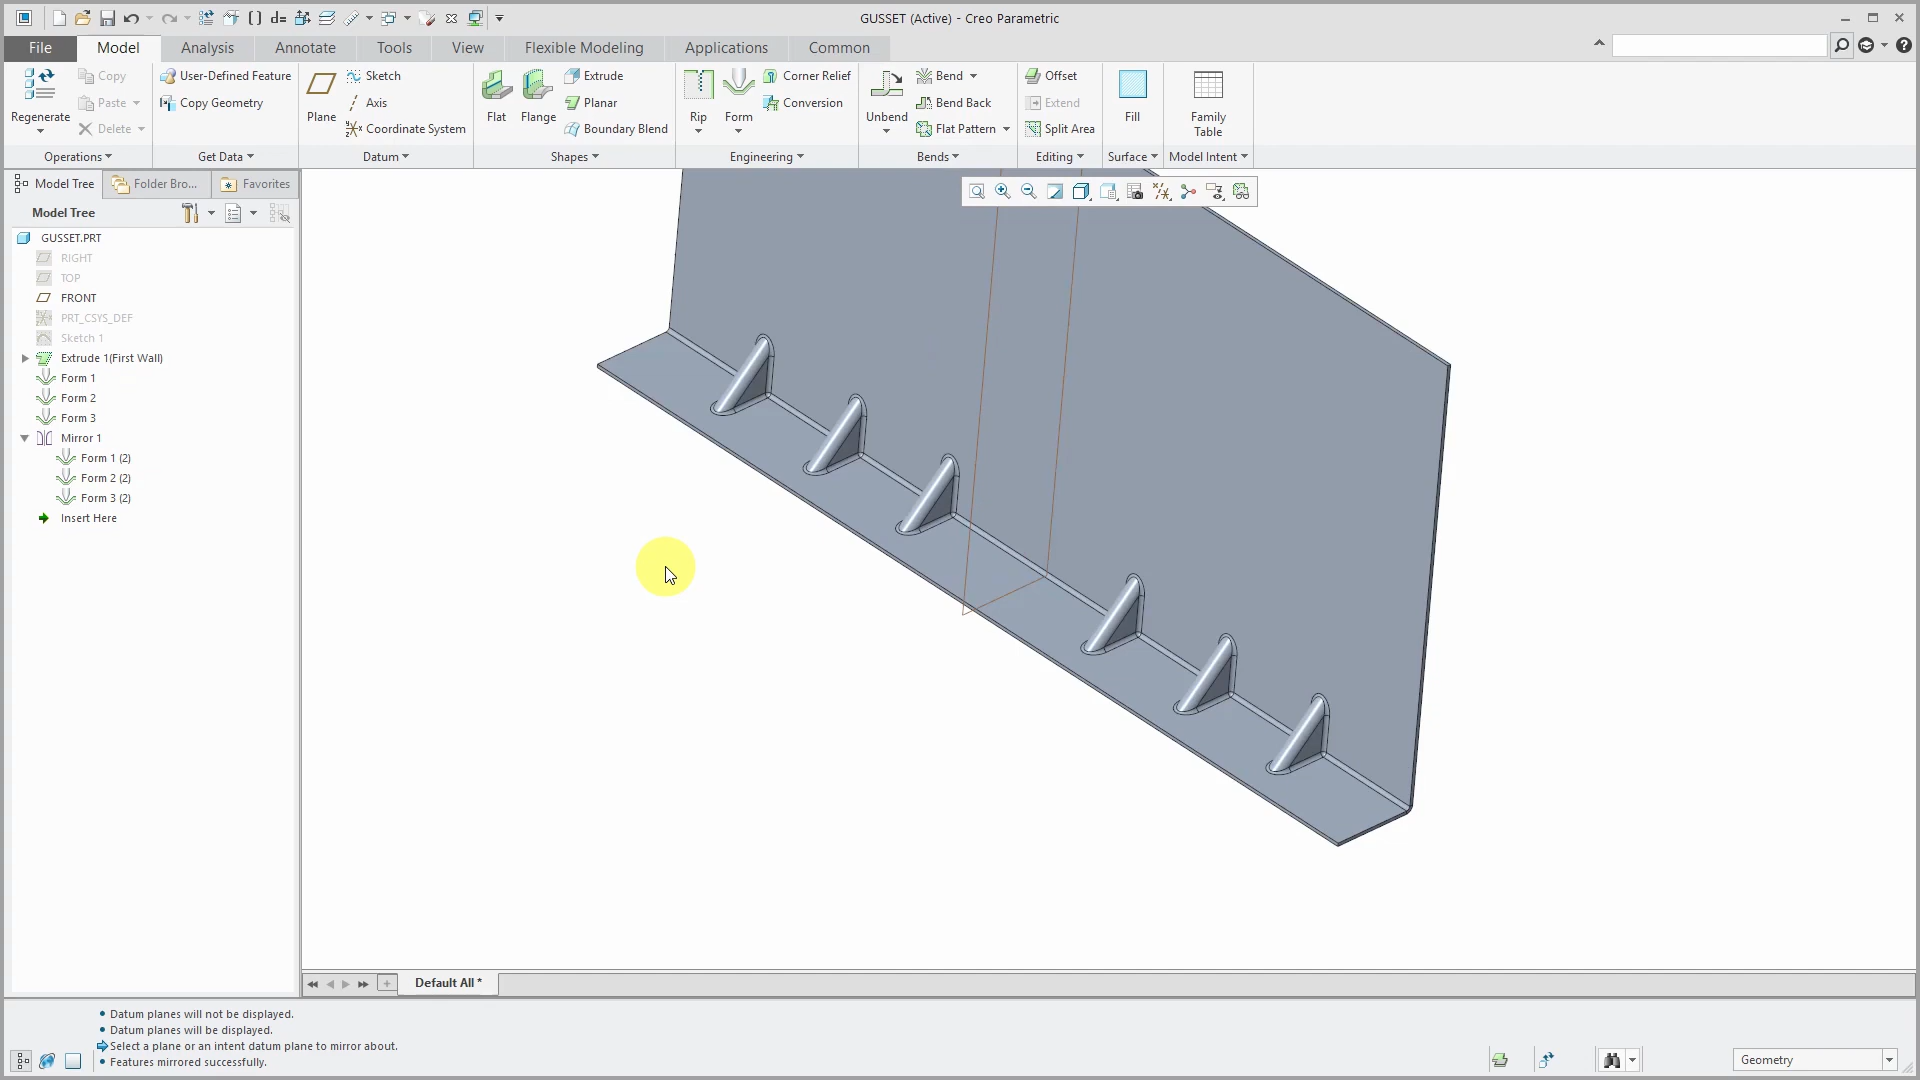 GUSSET (Active) - Creo Parametric
File Model Analysis Annotate Tools View Flexible Modeling Applications Common
Regenerate
Copy
Paste
Delete
Operations
User-Defined Feature
Copy Geometry
Get Data
Plane
Sketch
Axis
Coordinate System
Datum
Flat
Flange
Extrude
Planar
Boundary Blend
Shapes
Rip
Form
Corner Relief
Conversion
Engineering
Unbend
Bend
Bend Back
Flat Pattern
Bends
Offset
Extend
Split Area
Editing
Fill
Surface
Family
Table
Model Intent
Model Tree Folder Bro... Favorites
Model Tree
GUSSET.PRT
RIGHT
TOP
FRONT
PRT_CSYS_DEF
Sketch 1
Extrude 1(First Wall)
Form 1
Form 2
Form 3
Mirror 1
Form 1 (2)
Form 2 (2)
Form 3 (2)
Insert Here
Default All *
Datum planes will not be displayed.
Datum planes will be displayed.
Select a plane or an intent datum plane to mirror about.
Features mirrored successfully.
Geometry